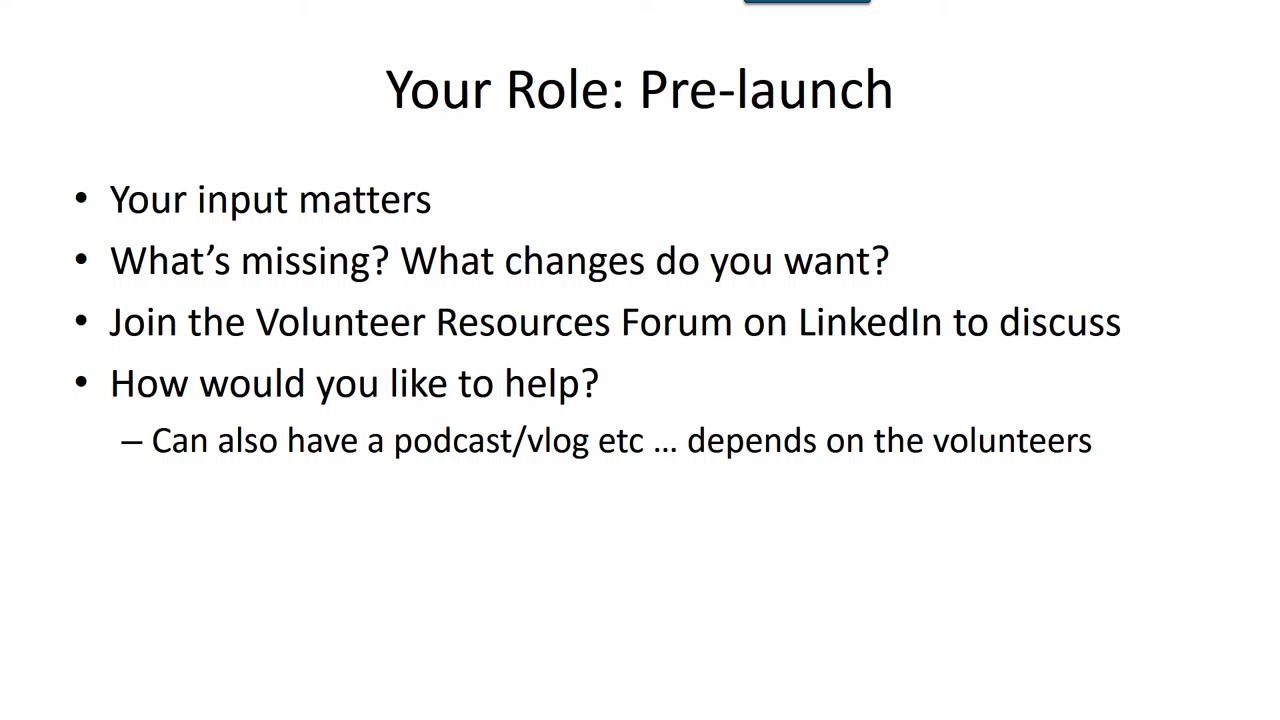 Your Role: Pre-launch
• Your input matters
• What’s missing? What changes do you want?
• Join the Volunteer Resources Forum on LinkedIn to discuss
• How would you like to help?
– Can also have a podcast/vlog etc … depends on the volunteers